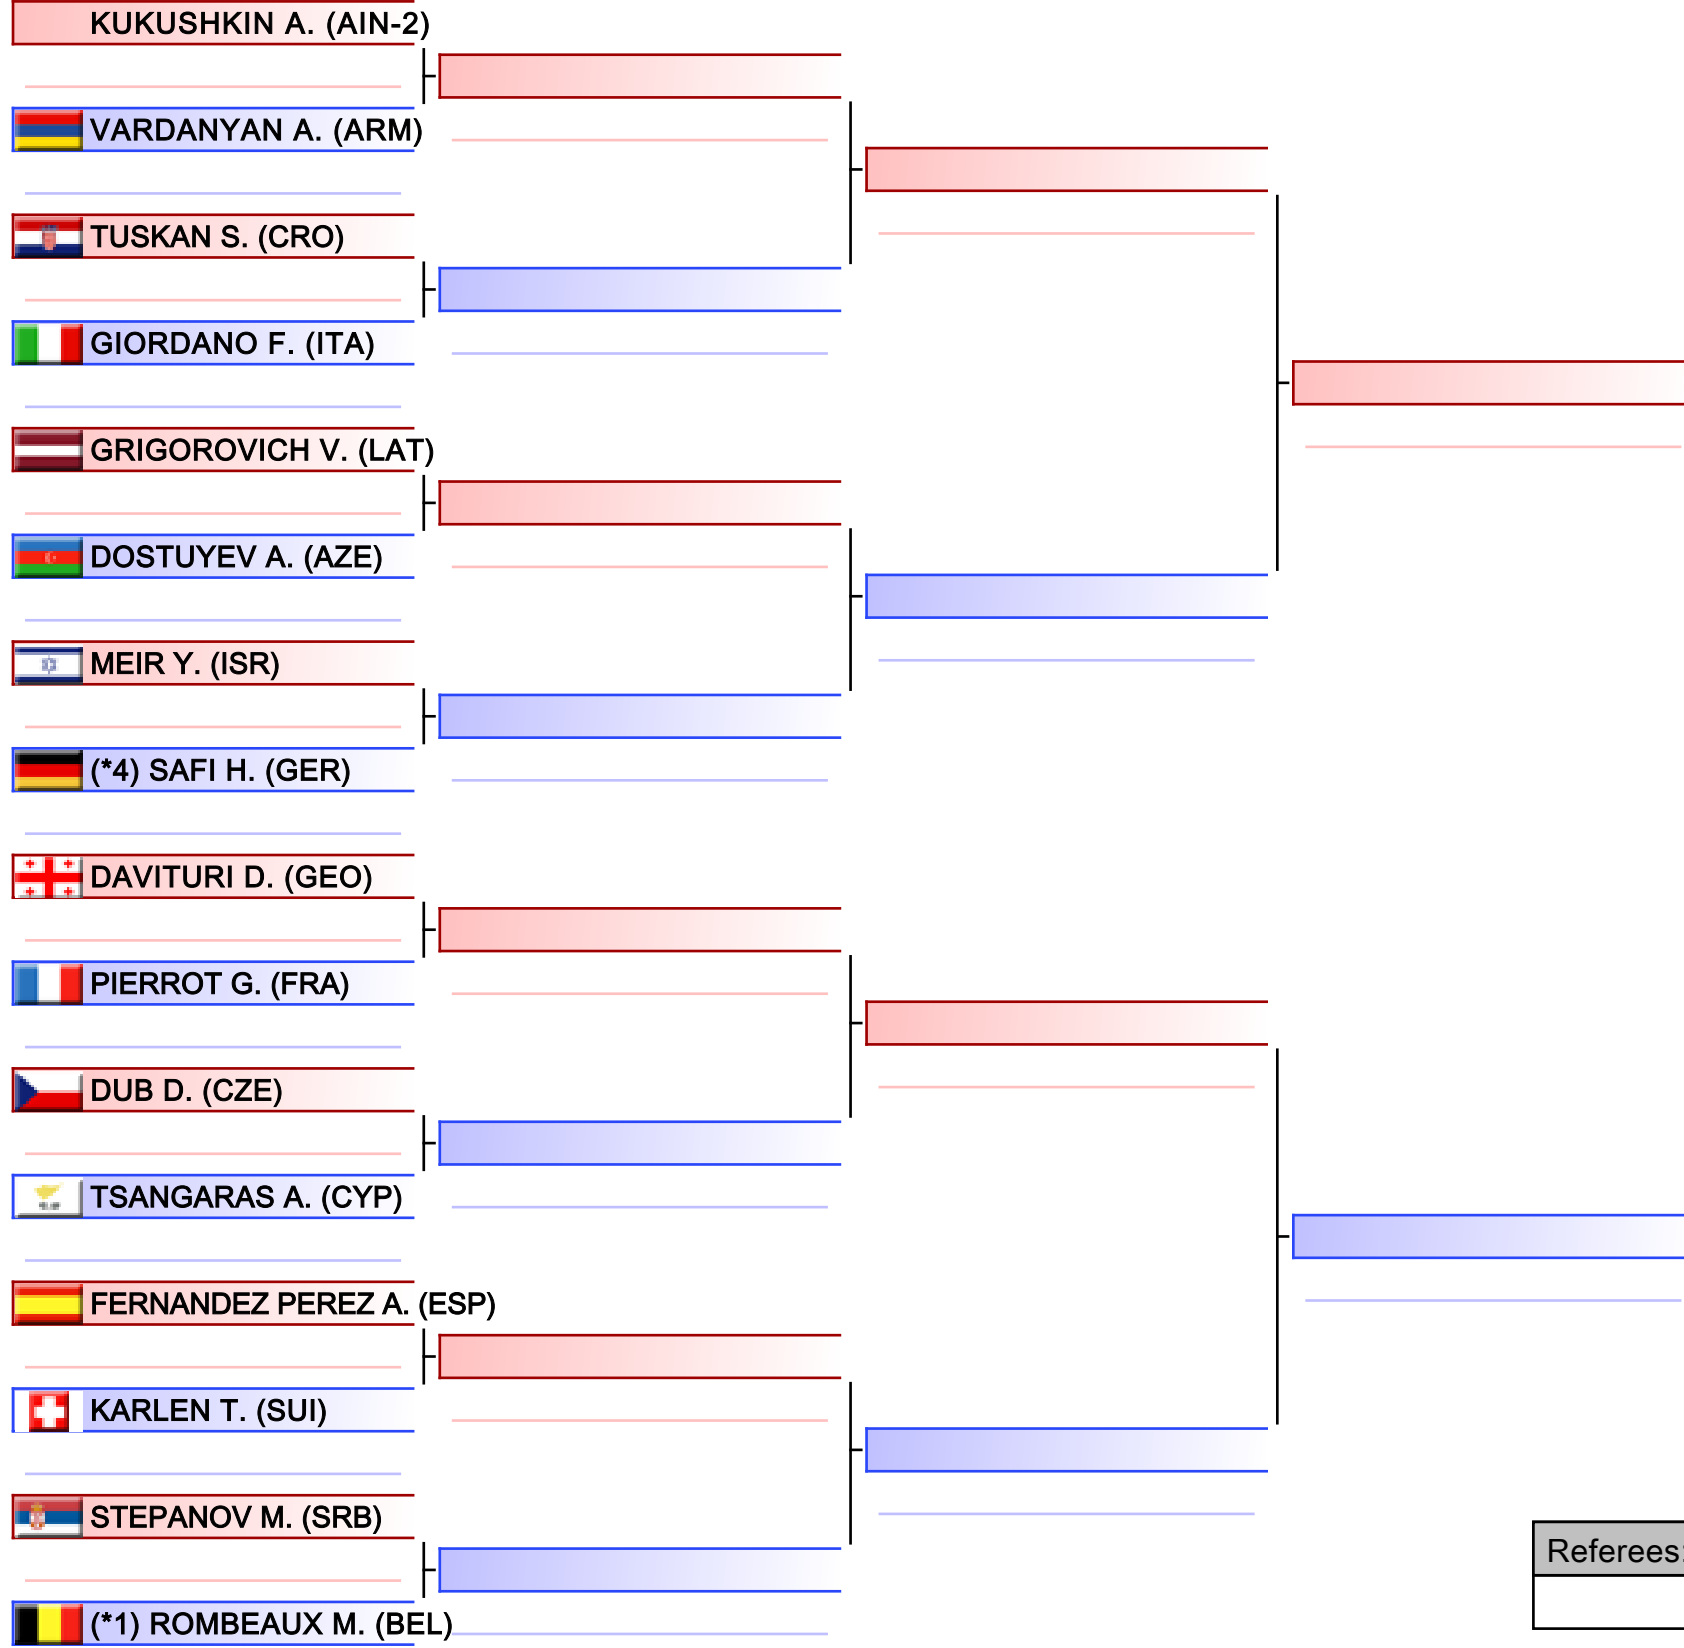 KUKUSHKIN A. (AIN-2)
VARDANYAN A. (ARM)
TUSKAN S. (CRO)
GIORDANO F. (ITA)
GRIGOROVICH V. (LAT)
DOSTUYEV A. (AZE)
MEIR Y. (ISR)
(*4) SAFI H. (GER)
DAVITURI D. (GEO)
PIERROT G. (FRA)
DUB D. (CZE)
TSANGARAS A. (CYP)
FERNANDEZ PEREZ A. (ESP)
KARLEN T. (SUI)
STEPANOV M. (SRB)
Referees:
(*1) ROMBEAUX M. (BEL)